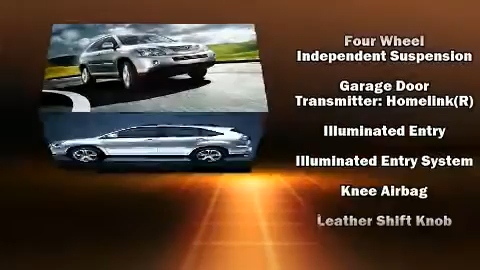 Four Wheel
Independent Suspension
Garage Door
Transmitter: Homelink(R)
Illuminated Entry
Illuminated Entry System
Knee Airbag
Leather Shift Knob